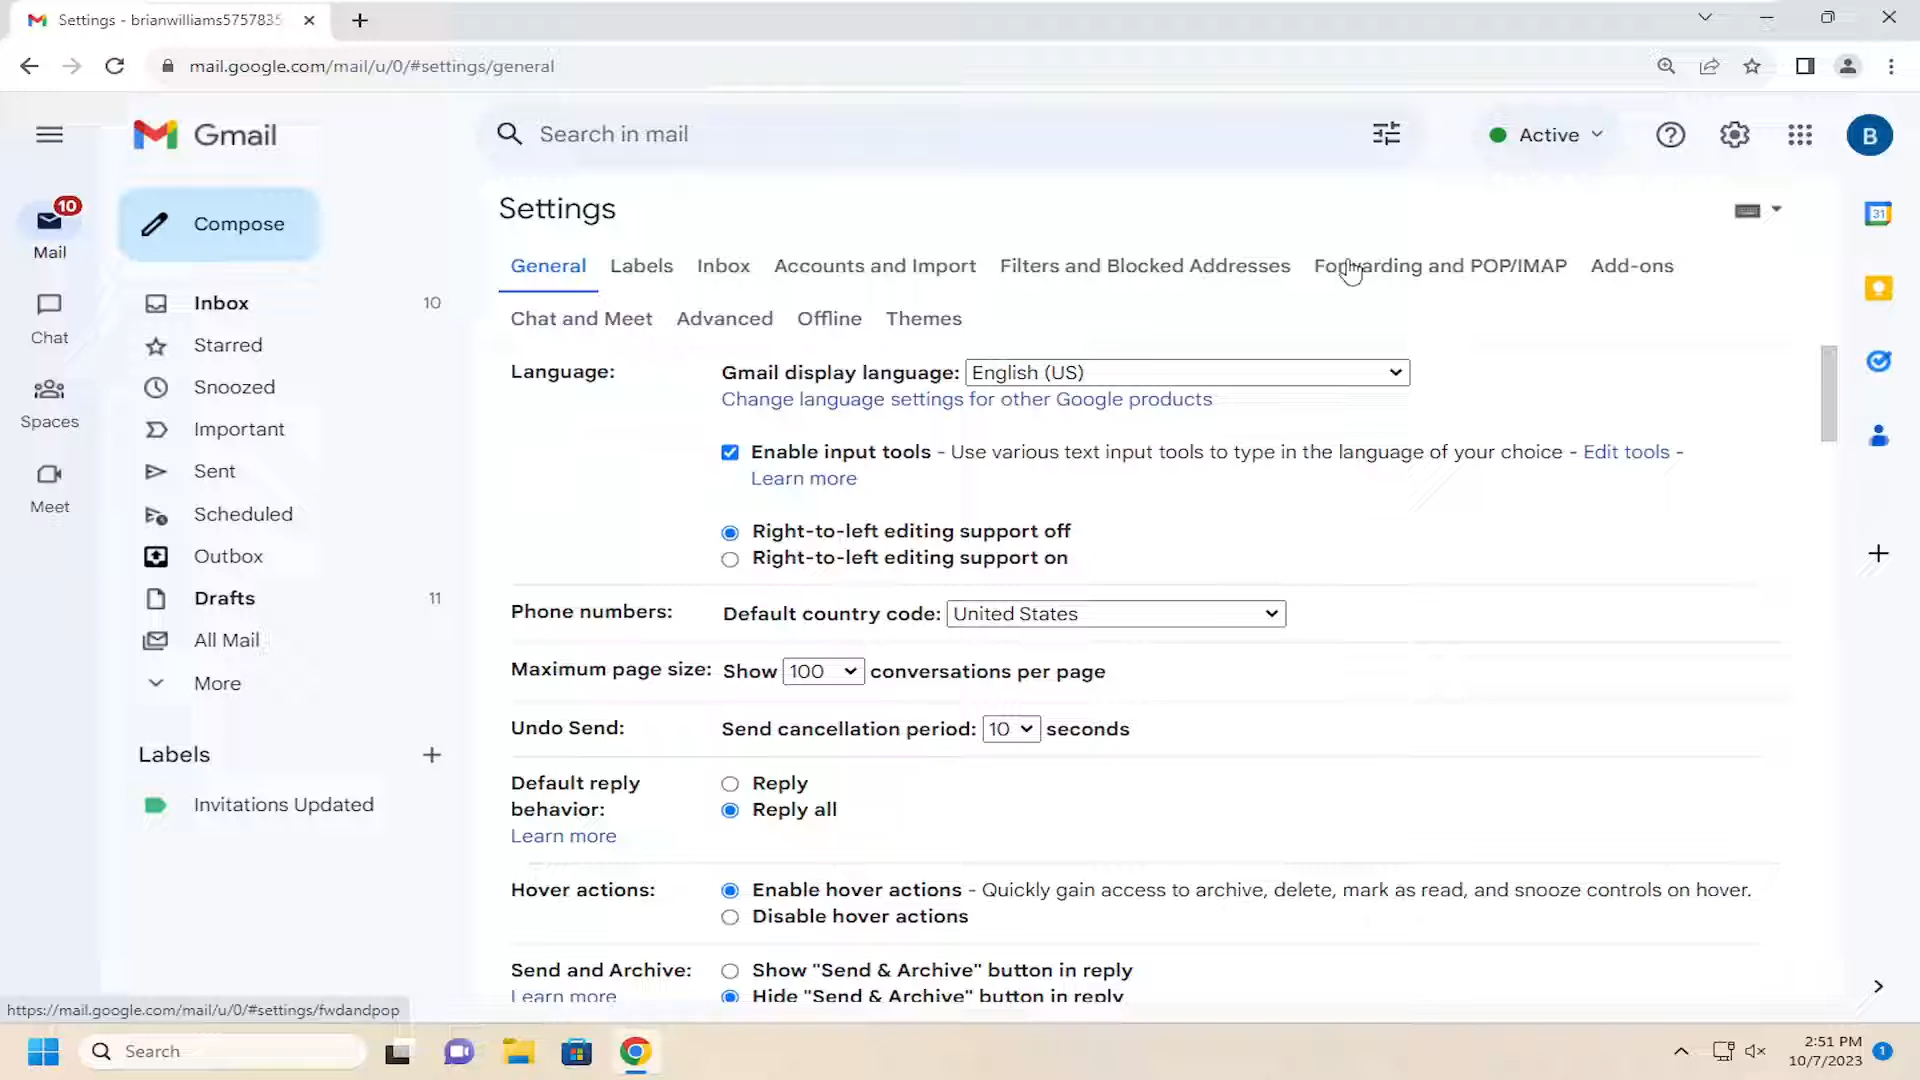 Settings - brianwilliams5757835
mail.google.com/mail/u/0/#settings/general
Gmail
Search in mail
Active
B
10
Mail
Chat
Spaces
Meet
Compose
Inbox 10
Starred
Snoozed
Important
Sent
Scheduled
Outbox
Drafts 11
All Mail
More
Labels
Invitations Updated
Settings
General Labels Inbox Accounts and Import Filters and Blocked Addresses Forwarding and POP/IMAP Add-ons
Chat and Meet Advanced Offline Themes
Language: Gmail display language: English (US)
Change language settings for other Google products
Enable input tools - Use various text input tools to type in the language of your choice - Edit tools -
Learn more
Right-to-left editing support off
Right-to-left editing support on
Phone numbers: Default country code: United States
Maximum page size: Show 100 conversations per page
Undo Send: Send cancellation period: 10 seconds
Default reply
behavior:
Learn more
Reply
Reply all
Hover actions: Enable hover actions - Quickly gain access to archive, delete, mark as read, and snooze controls on hover.
Disable hover actions
Send and Archive: Show "Send & Archive" button in reply
Learn more Hide "Send & Archive" button in reply
31
https://mail.google.com/mail/u/0/#settings/fwdandpop
Search
2:51 PM
10/7/2023
1